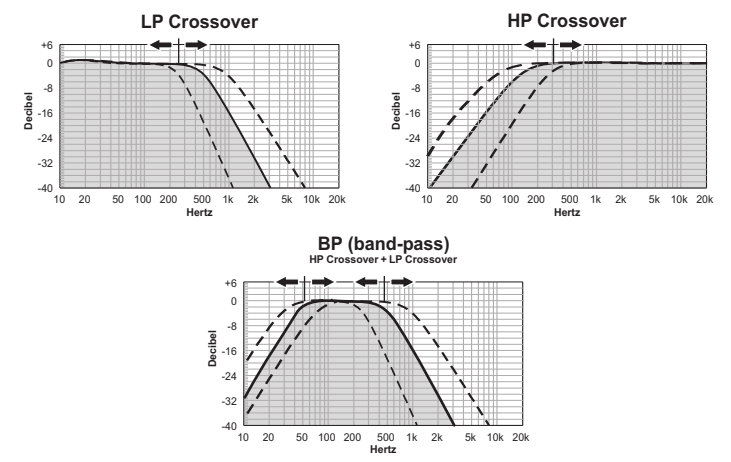 LP Crossover
+6
0
-8
-16
-24
-32
-40
Decibel
10 20 50 100 200 500 1k 2k 5k 10k 20k
Hertz
HP Crossover
+6
0
-8
-16
-24
-32
-40
Decibel
10 20 50 100 200 500 1k 2k 5k 10k 20k
Hertz
BP (band-pass)
HP Crossover + LP Crossover
+6
0
-8
-16
-24
-32
-40
Decibel
10 20 50 100 200 500 1k 2k 5k 10k 20k
Hertz